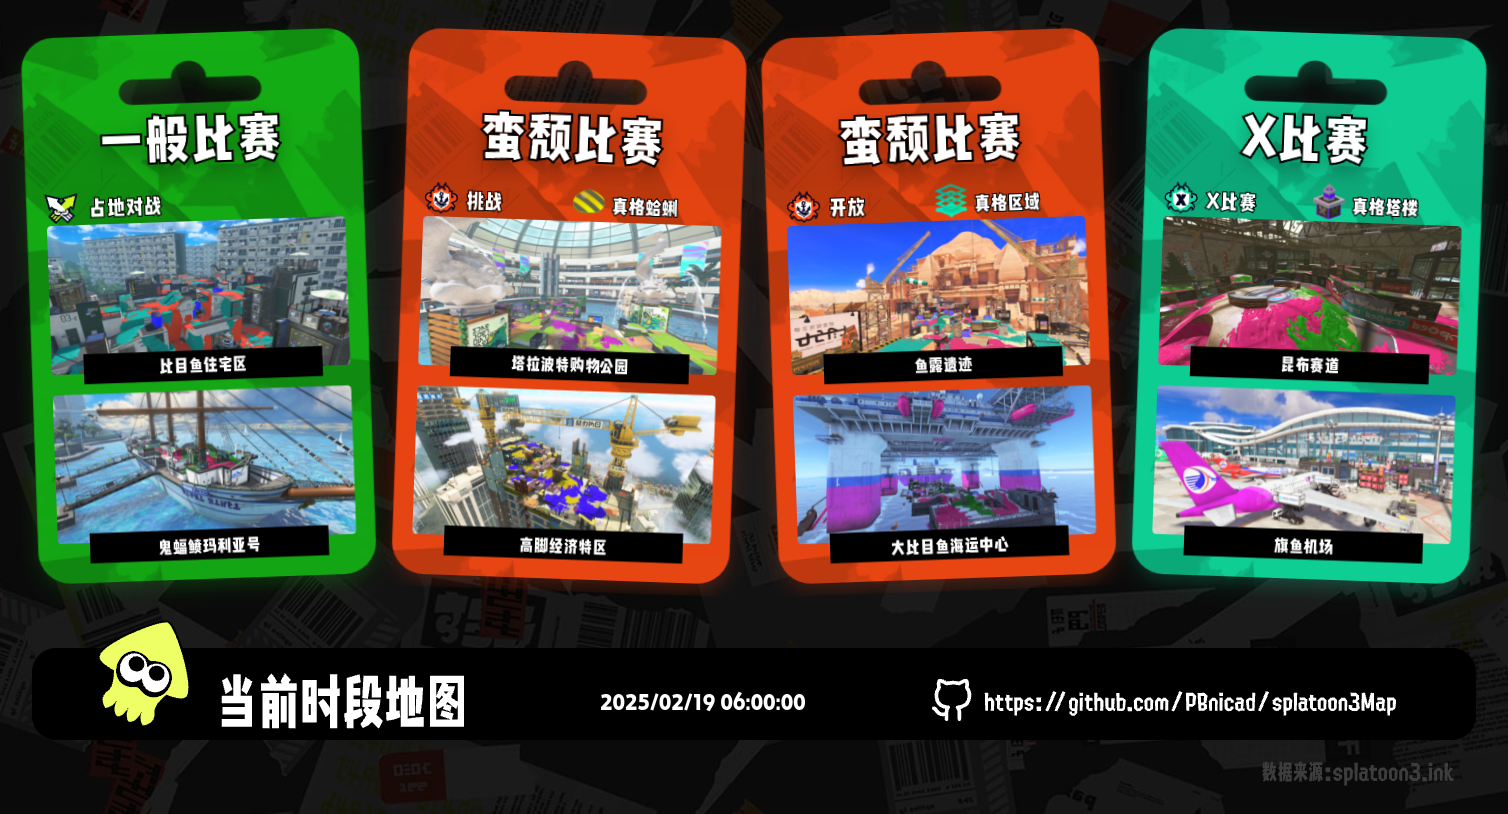 一般比赛
占地对战
比目鱼住宅区
鬼蝠鲼玛利亚号
蛮颓比赛
挑战
真格蛤蜊
塔拉波特购物公园
高脚经济特区
蛮颓比赛
开放
真格区域
鱼露遗迹
大比目鱼海运中心
X比赛
X比赛
真格塔楼
昆布赛道
旗鱼机场
当前时段地图
2025/02/19 06:00:00
https://github.com/PBnicad/splatoon3Map
数据来源:splatoon3.ink